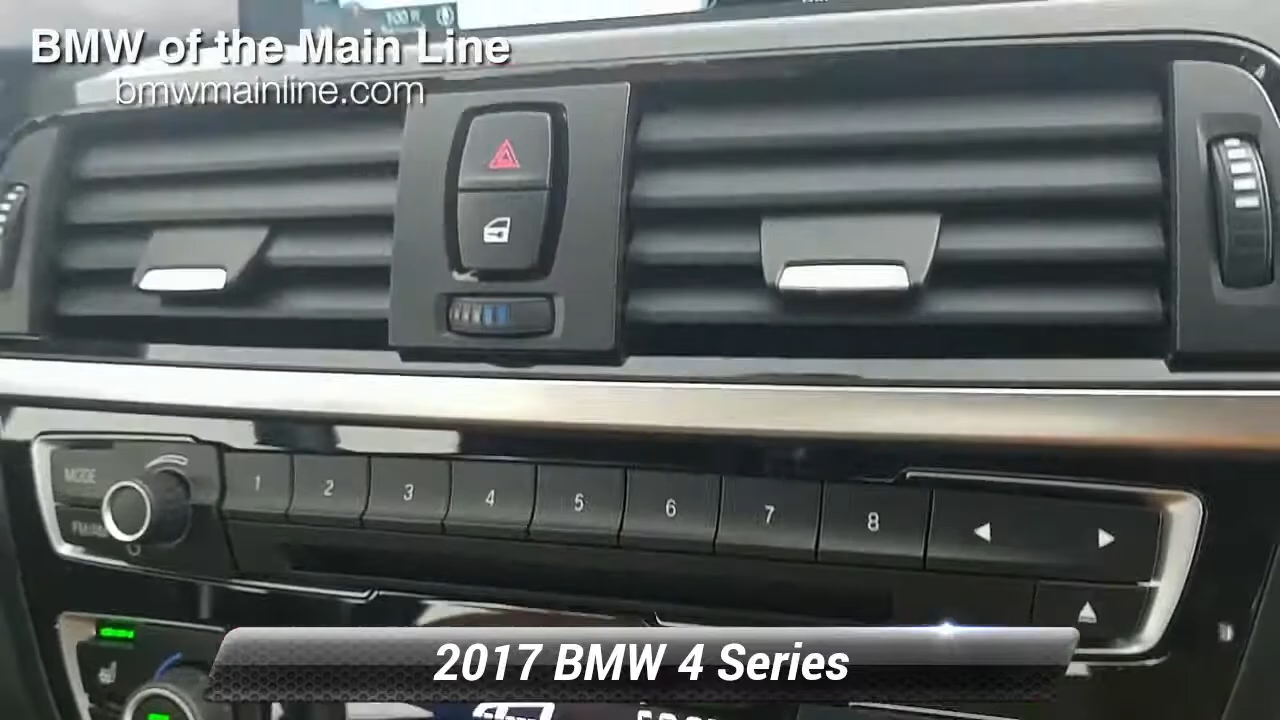 BMW of the Main Line
bmwmainline.com
MODE
1 2 3 4 5 6 7 8
2017 BMW 4 Series